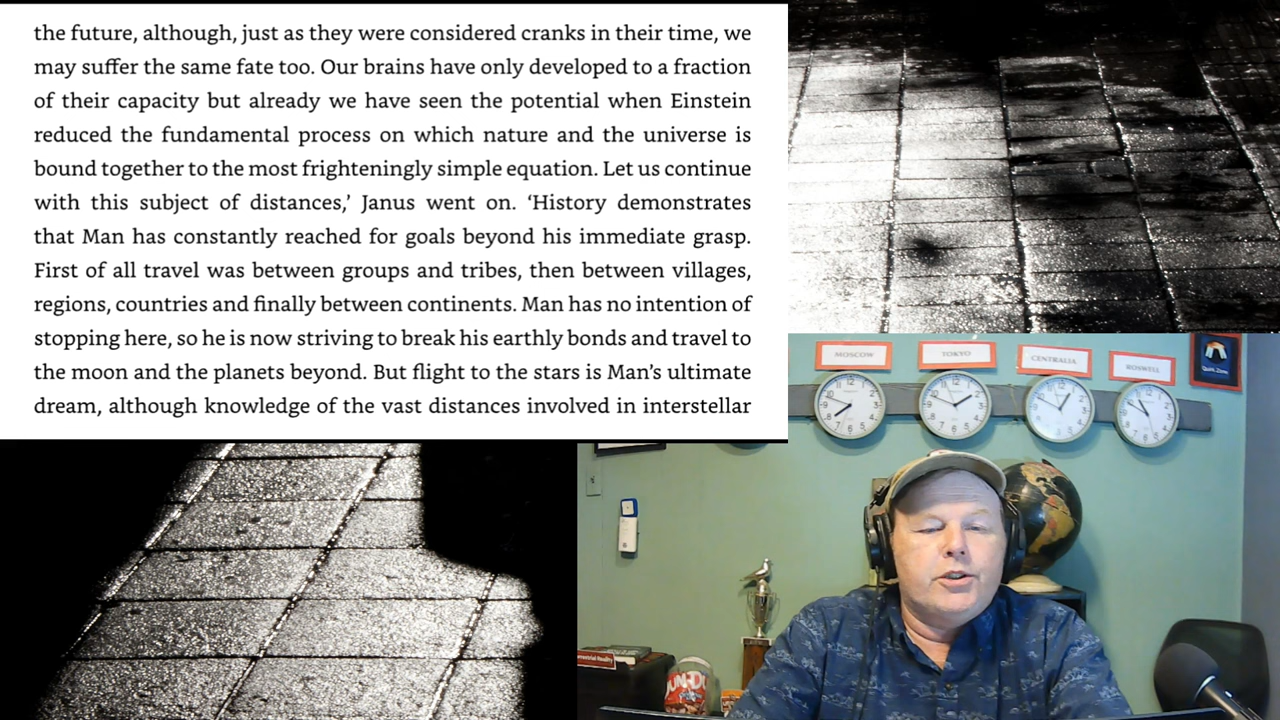 the future, although, just as they were considered cranks in their time, we
may suffer the same fate too. Our brains have only developed to a fraction
of their capacity but already we have seen the potential when Einstein
reduced the fundamental process on which nature and the universe is
bound together to the most frighteningly simple equation. Let us continue
with this subject of distances,’ Janus went on. ‘History demonstrates
that Man has constantly reached for goals beyond his immediate grasp.
First of all travel was between groups and tribes, then between villages,
regions, countries and finally between continents. Man has no intention of
stopping here, so he is now striving to break his earthly bonds and travel to
the moon and the planets beyond. But flight to the stars is Man’s ultimate
dream, although knowledge of the vast distances involved in interstellar
MOSCOW
TOKYO
CENTRALIA
ROSWELL